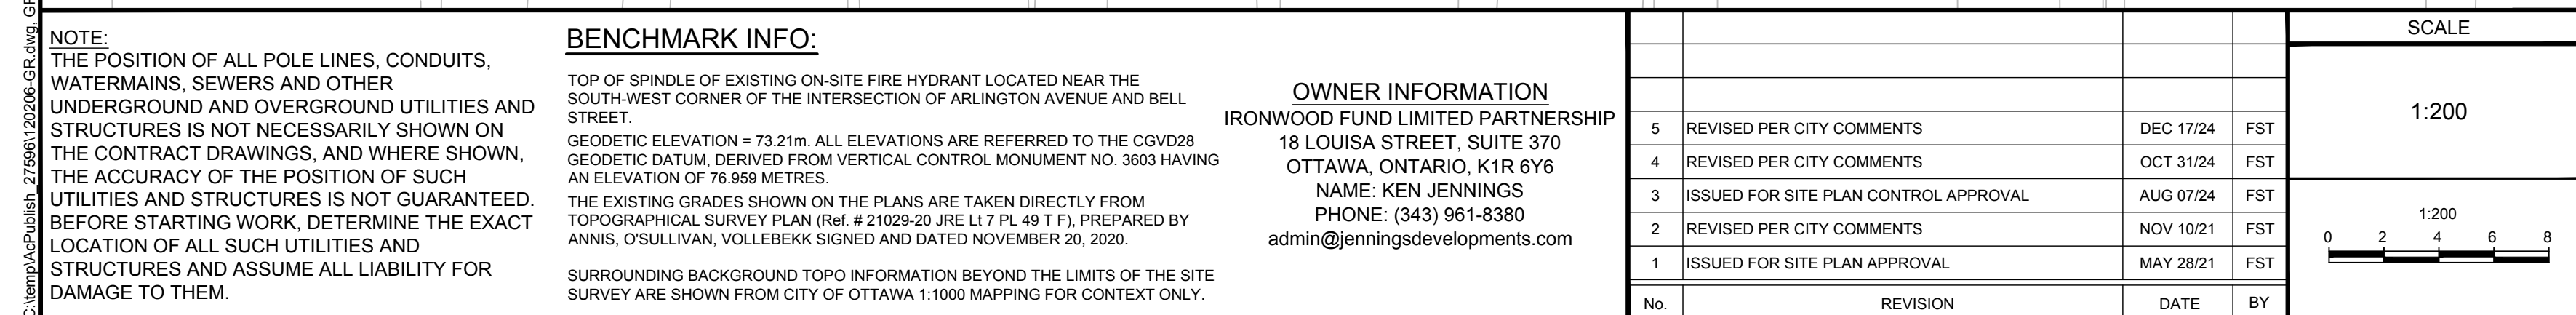 C:\temp\AcPublish_27596\120206-GR.dwg, GR
NOTE:
THE POSITION OF ALL POLE LINES, CONDUITS,
WATERMAINS, SEWERS AND OTHER
UNDERGROUND AND OVERGROUND UTILITIES AND
STRUCTURES IS NOT NECESSARILY SHOWN ON
THE CONTRACT DRAWINGS, AND WHERE SHOWN,
THE ACCURACY OF THE POSITION OF SUCH
UTILITIES AND STRUCTURES IS NOT GUARANTEED.
BEFORE STARTING WORK, DETERMINE THE EXACT
LOCATION OF ALL SUCH UTILITIES AND
STRUCTURES AND ASSUME ALL LIABILITY FOR
DAMAGE TO THEM.
BENCHMARK INFO:
TOP OF SPINDLE OF EXISTING ON-SITE FIRE HYDRANT LOCATED NEAR THE
SOUTH-WEST CORNER OF THE INTERSECTION OF ARLINGTON AVENUE AND BELL
STREET.
GEODETIC ELEVATION = 73.21m. ALL ELEVATIONS ARE REFERRED TO THE CGVD28
GEODETIC DATUM, DERIVED FROM VERTICAL CONTROL MONUMENT NO. 3603 HAVING
AN ELEVATION OF 76.959 METRES.
THE EXISTING GRADES SHOWN ON THE PLANS ARE TAKEN DIRECTLY FROM
TOPOGRAPHICAL SURVEY PLAN (Ref. # 21029-20 JRE Lt 7 PL 49 T F), PREPARED BY
ANNIS, O'SULLIVAN, VOLLEBEKK SIGNED AND DATED NOVEMBER 20, 2020.
SURROUNDING BACKGROUND TOPO INFORMATION BEYOND THE LIMITS OF THE SITE
SURVEY ARE SHOWN FROM CITY OF OTTAWA 1:1000 MAPPING FOR CONTEXT ONLY.
OWNER INFORMATION
IRONWOOD FUND LIMITED PARTNERSHIP
18 LOUISA STREET, SUITE 370
OTTAWA, ONTARIO, K1R 6Y6
NAME: KEN JENNINGS
PHONE: (343) 961-8380
admin@jenningsdevelopments.com
5 REVISED PER CITY COMMENTS DEC 17/24 FST
4 REVISED PER CITY COMMENTS OCT 31/24 FST
3 ISSUED FOR SITE PLAN CONTROL APPROVAL AUG 07/24 FST
2 REVISED PER CITY COMMENTS NOV 10/21 FST
1 ISSUED FOR SITE PLAN APPROVAL MAY 28/21 FST
No. REVISION DATE BY
SCALE
1:200
1:200
0 2 4 6 8